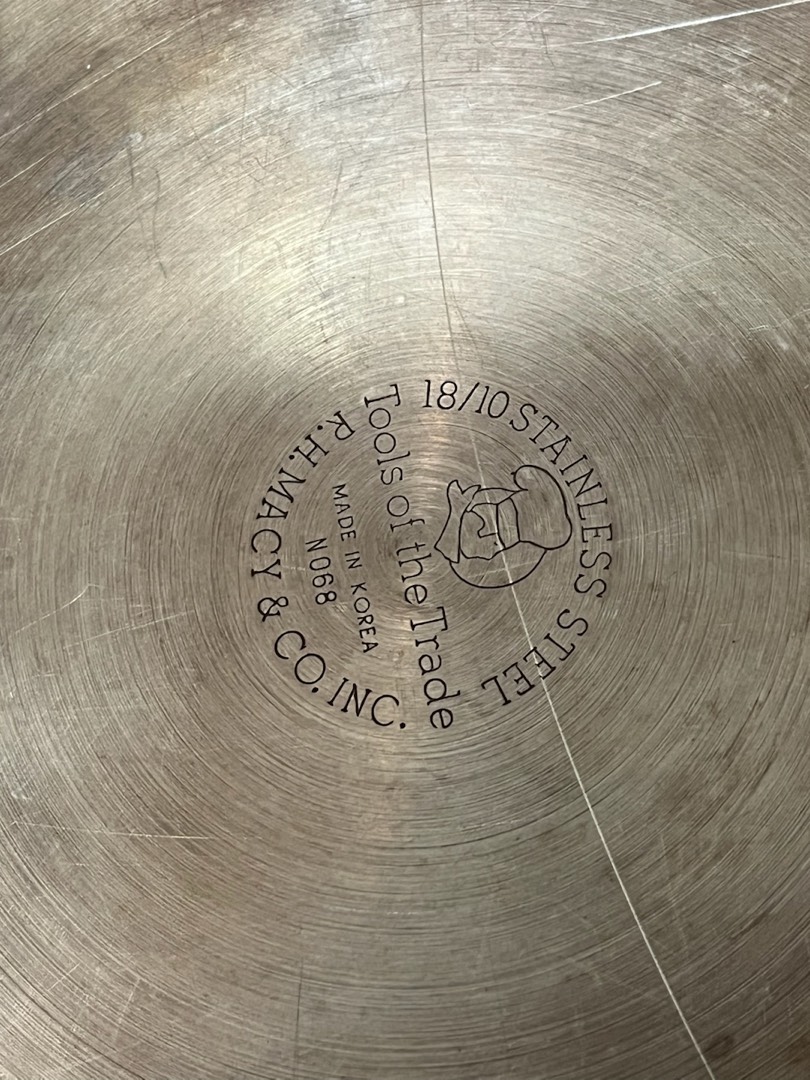 18/10 STAINLESS STEEL
Tools of the Trade
MADE IN KOREA
N068
R.H. MACY & CO. INC.